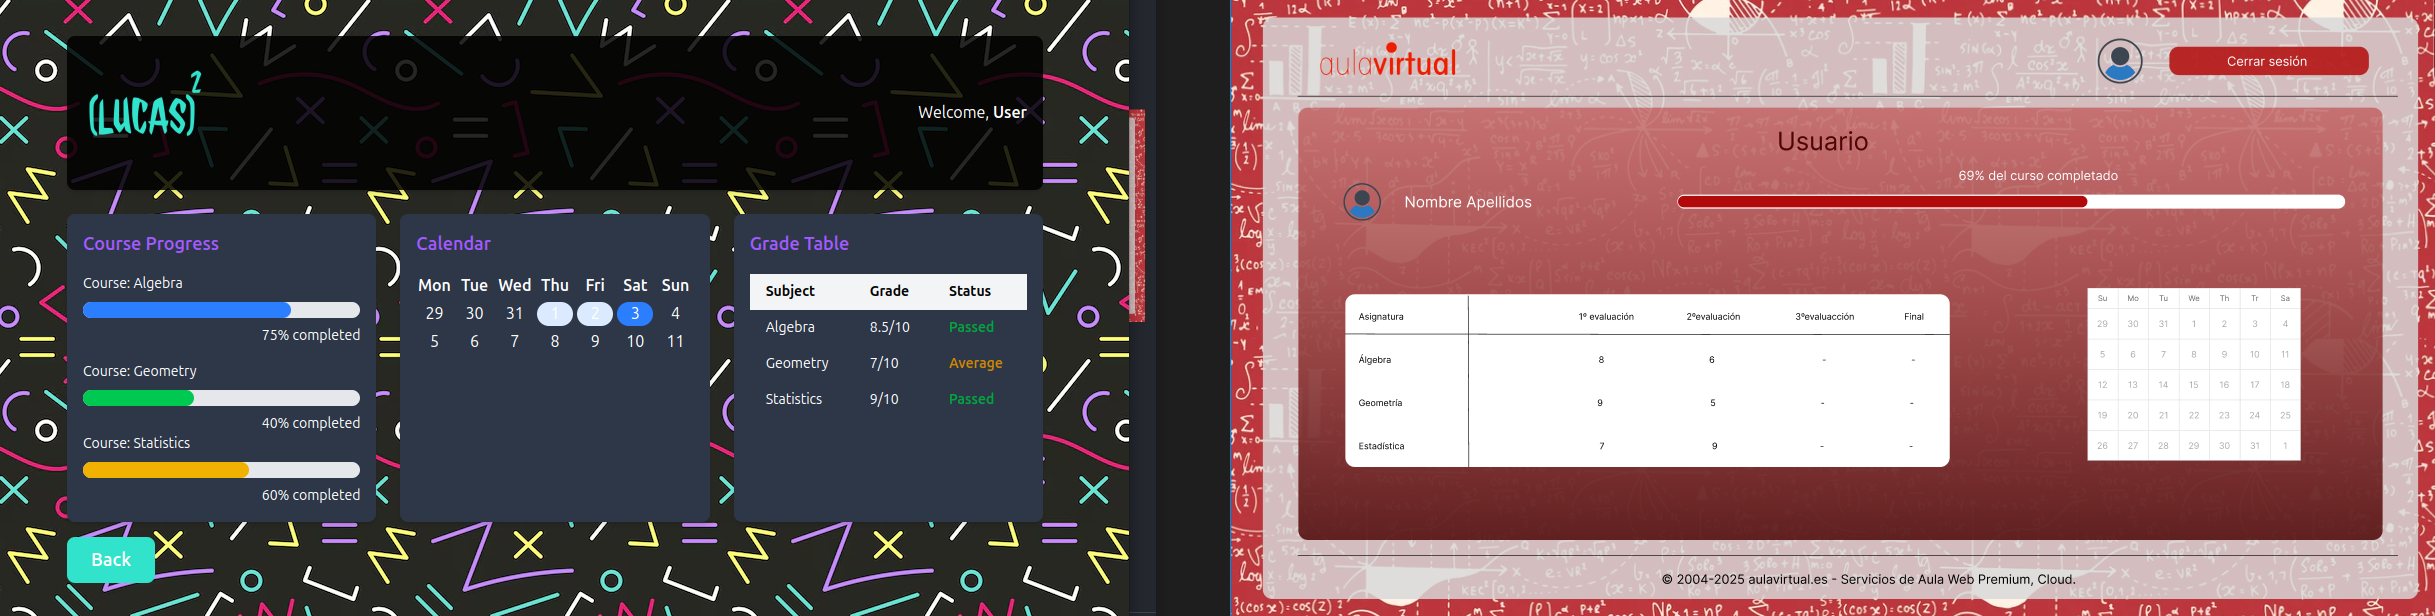 (LUCAS)²
Welcome, User
Course Progress
Course: Algebra
75% completed
Course: Geometry
40% completed
Course: Statistics
60% completed
Calendar
Mon Tue Wed Thu Fri Sat Sun
29 30 31 1 2 3 4
5 6 7 8 9 10 11
Grade Table
Subject Grade Status
Algebra 8.5/10 Passed
Geometry 7/10 Average
Statistics 9/10 Passed
Back
aulavirtual
Cerrar sesión
Usuario
69% del curso completado
Nombre Apellidos
Asignatura 1º evaluación 2ºevaluación 3ºevaluacción Final
Álgebra 8 6 - -
Geometría 9 5 - -
Estadística 7 9 - -
Su Mo Tu We Th Tr Sa
29 30 31 1 2 3 4
5 6 7 8 9 10 11
12 13 14 15 16 17 18
19 20 21 22 23 24 25
26 27 28 29 30 31 1
© 2004-2025 aulavirtual.es - Servicios de Aula Web Premium, Cloud.